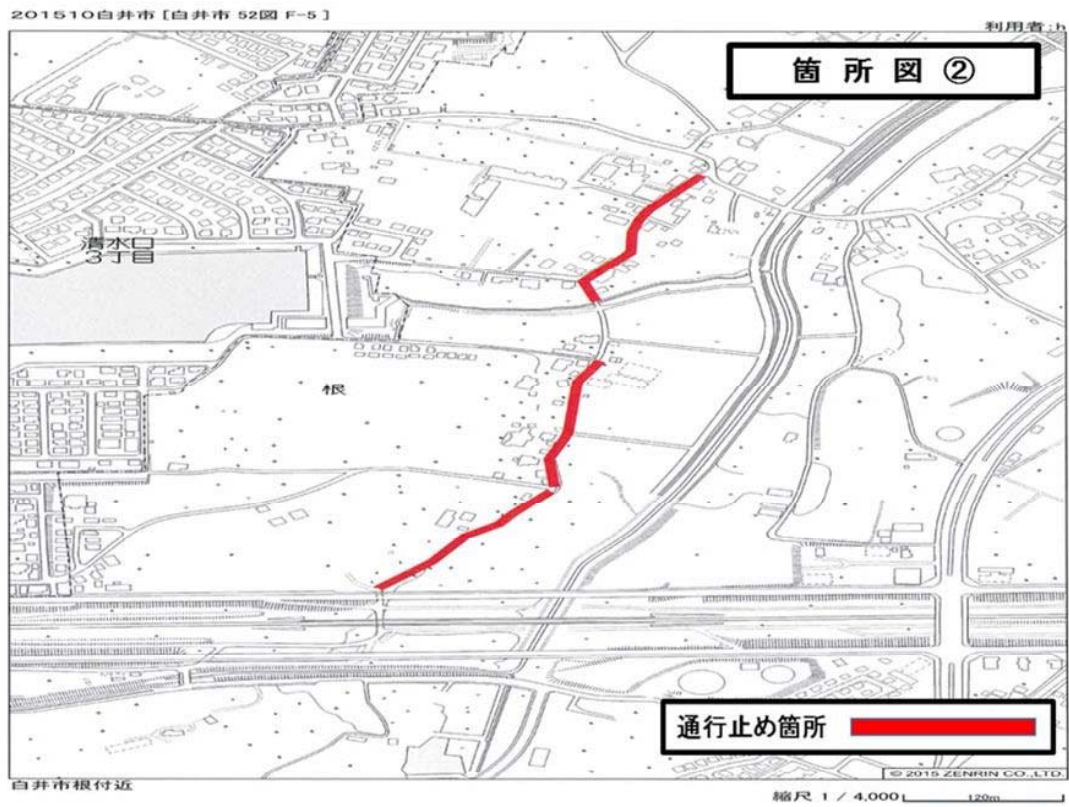 201510白井市 [白井市 52図 F-5 ]
利用者:h
箇所図②
清水口
3丁目
根
通行止め箇所
© 2015 ZENRIN CO.,LTD.
白井市根付近
縮尺 1 / 4,000
120m